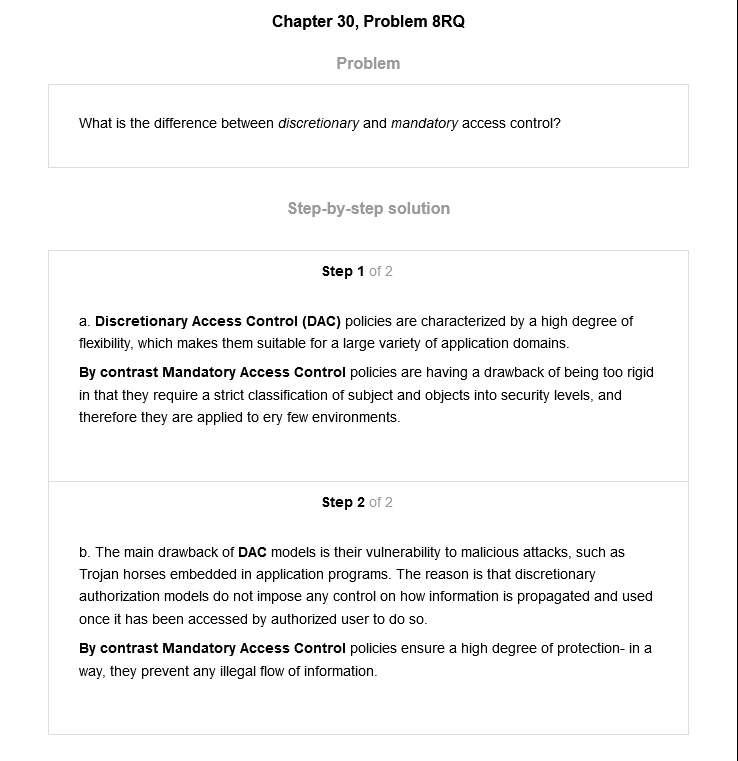 Chapter 30, Problem 8RQ
Problem
What is the difference between discretionary and mandatory access control?
Step-by-step solution
Step 1 of 2
a. Discretionary Access Control (DAC) policies are characterized by a high degree of
flexibility, which makes them suitable for a large variety of application domains.
By contrast Mandatory Access Control policies are having a drawback of being too rigid
in that they require a strict classification of subject and objects into security levels, and
therefore they are applied to ery few environments.
Step 2 of 2
b. The main drawback of DAC models is their vulnerability to malicious attacks, such as
Trojan horses embedded in application programs. The reason is that discretionary
authorization models do not impose any control on how information is propagated and used
once it has been accessed by authorized user to do so.
By contrast Mandatory Access Control policies ensure a high degree of protection- in a
way, they prevent any illegal flow of information.